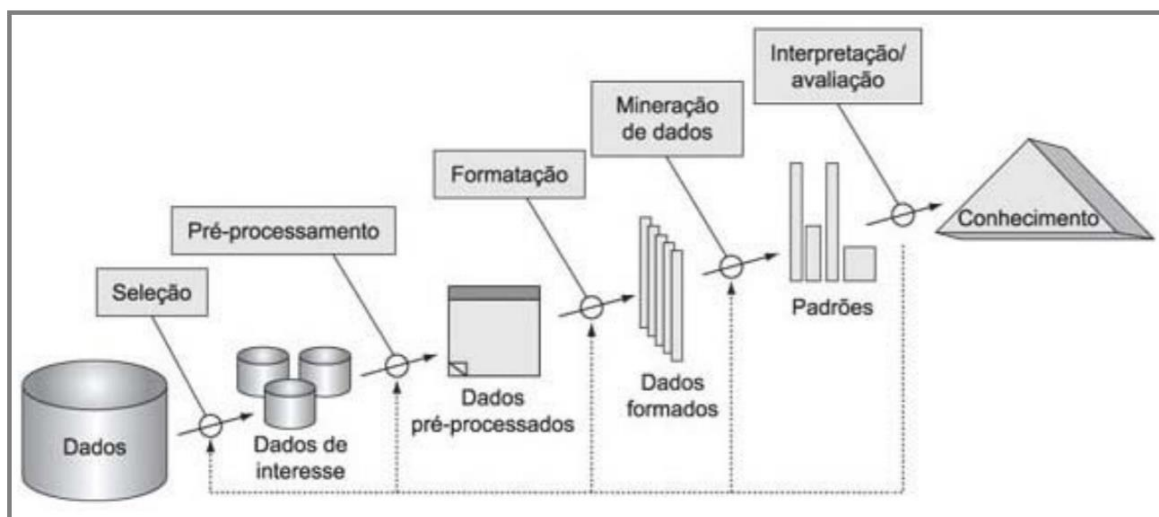 Interpretação/
avaliação
Mineração
de dados
Formatação
Pré-processamento
Seleção
Dados
Dados de
interesse
Dados
pré-processados
Dados
formados
Padrões
Conhecimento